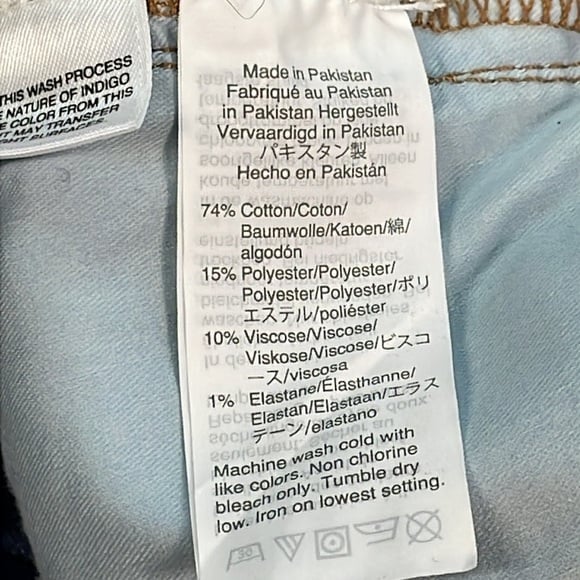 THIS WASH PROCESS
NATURE OF INDIGO
COLOR FROM THIS
MAY TRANSFER
SURFACES.
Made in Pakistan
Fabriqué au Pakistan
in Pakistan Hergestellt
Vervaardigd in Pakistan
パキスタン製
Hecho en Pakistán
74% Cotton/Coton/
Baumwolle/Katoen/綿/
algodón
15% Polyester/Polyester/
Polyester/Polyester/ポリ
エステル/poliéster
10% Viscose/Viscose/
Viskose/Viscose/ビスコ
ース/viscosa
1% Elastane/Élasthanne/
Elastan/Elastaan/エラス
テーン/elastano
Machine wash cold with
like colors. Non chlorine
bleach only. Tumble dry
low. Iron on lowest setting.
30